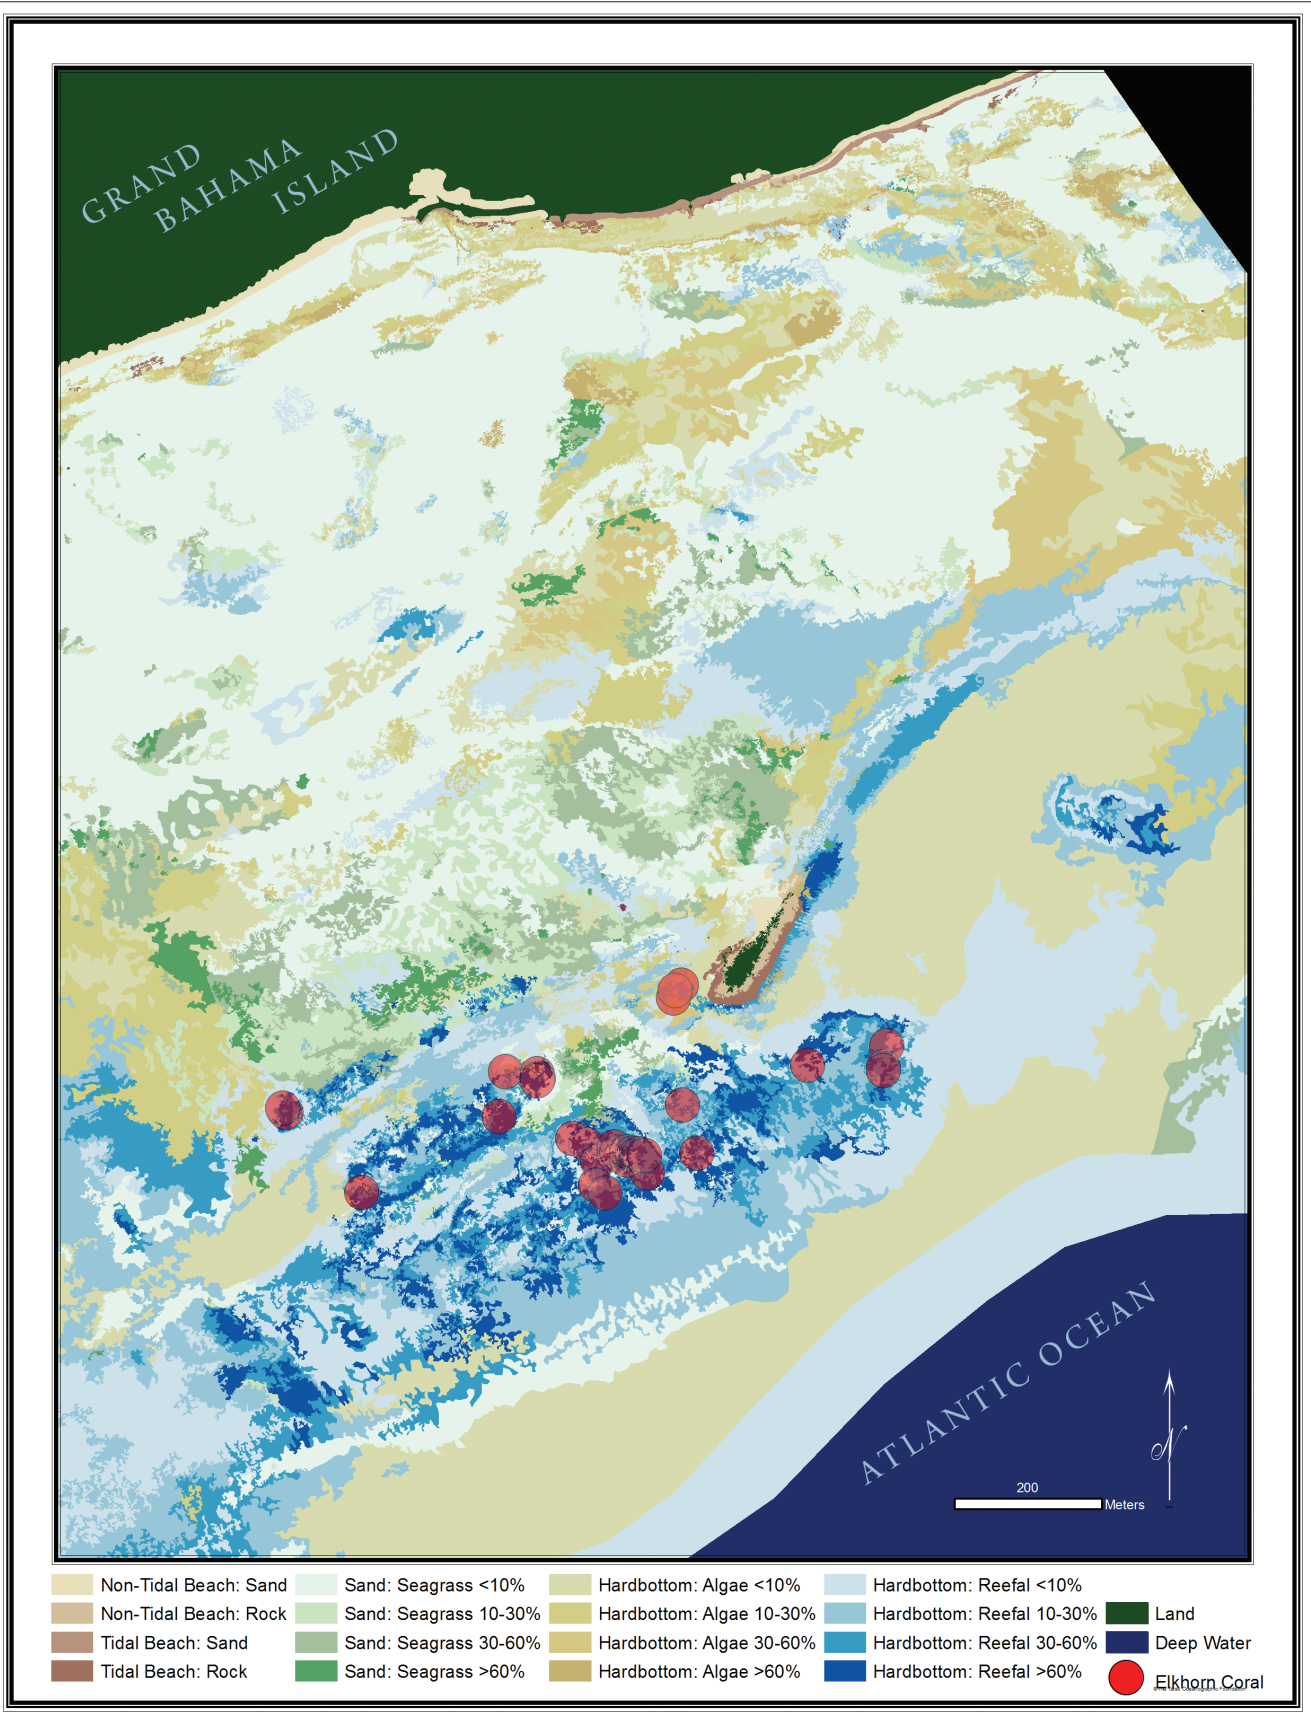 GRAND
BAHAMA
ISLAND
ATLANTIC OCEAN
N
200
Meters
Non-Tidal Beach: Sand
Non-Tidal Beach: Rock
Tidal Beach: Sand
Tidal Beach: Rock
Sand: Seagrass <10%
Sand: Seagrass 10-30%
Sand: Seagrass 30-60%
Sand: Seagrass >60%
Hardbottom: Algae <10%
Hardbottom: Algae 10-30%
Hardbottom: Algae 30-60%
Hardbottom: Algae >60%
Hardbottom: Reefal <10%
Hardbottom: Reefal 10-30%
Hardbottom: Reefal 30-60%
Hardbottom: Reefal >60%
Land
Deep Water
Elkhorn Coral